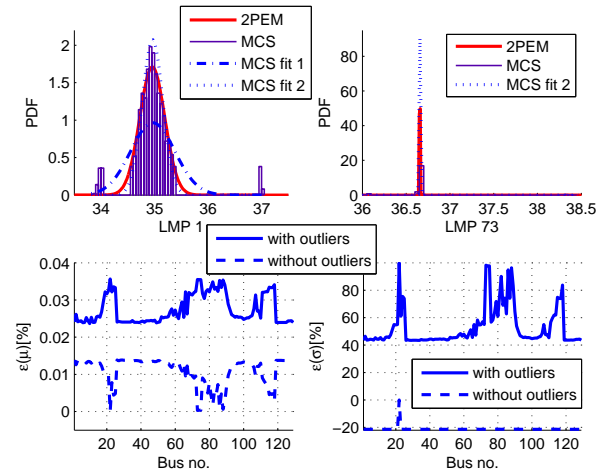 2PEM
MCS
MCS fit 1
MCS fit 2
PDF
2
1.5
1
0.5
0
34
35
36
37
LMP 1
2PEM
MCS
MCS fit 2
PDF
80
60
40
20
0
36
36.5
37
37.5
38
38.5
LMP 73
with outliers
without outliers
ε(μ)[%]
0.04
0.03
0.02
0.01
0
20
40
60
80
100
120
Bus no.
ε(σ)[%]
80
60
40
20
0
−20
with outliers
without outliers
20
40
60
80
100
120
Bus no.